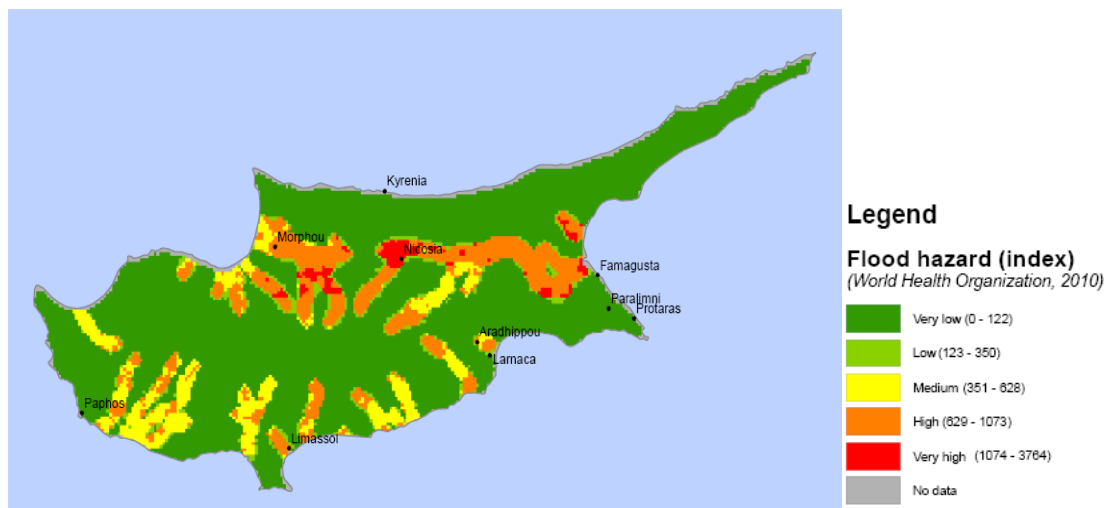 Kyrenia
Morphou
Nicosia
Famagusta
Paralimni
Protaras
Aradhippou
Larnaca
Paphos
Limassol
Legend
Flood hazard (index)
(World Health Organization, 2010)
Very low (0 - 122)
Low (123 - 350)
Medium (351 - 628)
High (629 - 1073)
Very high (1074 - 3764)
No data